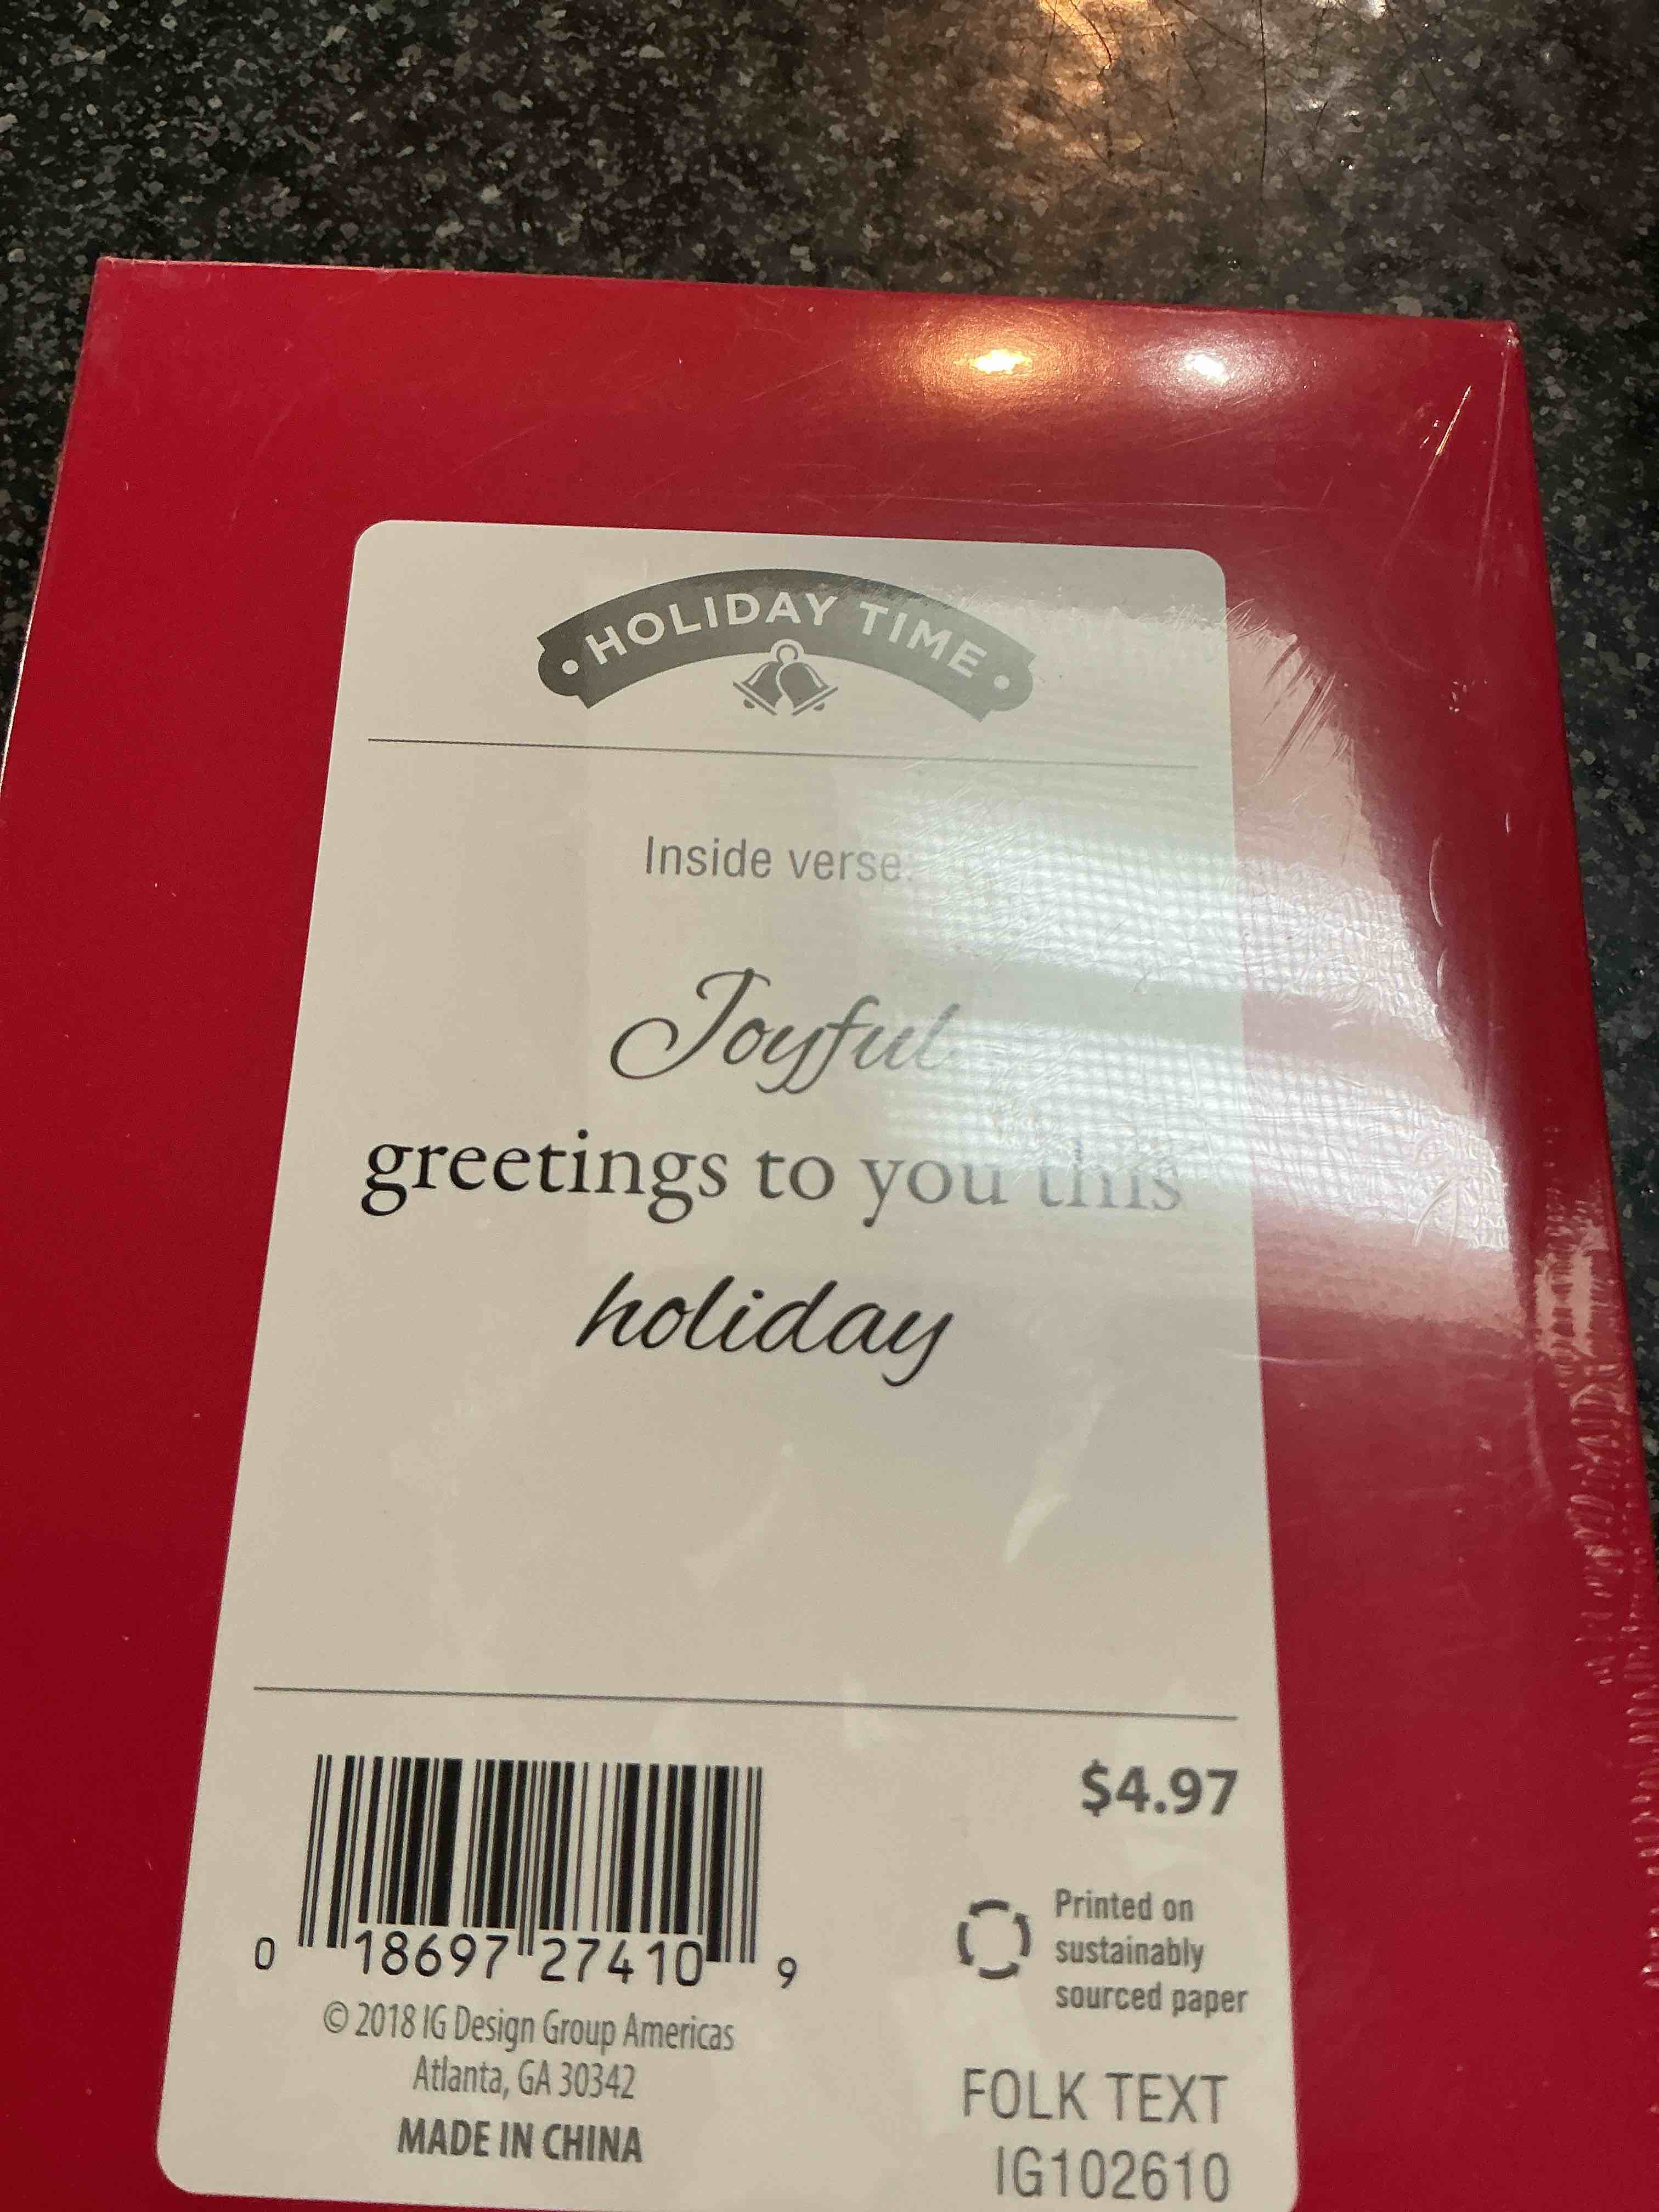 HOLIDAY TIME
Inside verse:
Joyful
greetings to you this
holiday
$4.97
0 18697 27410 9
Printed on
sustainably
sourced paper
© 2018 IG Design Group Americas
Atlanta, GA 30342
MADE IN CHINA
FOLK TEXT
IG102610